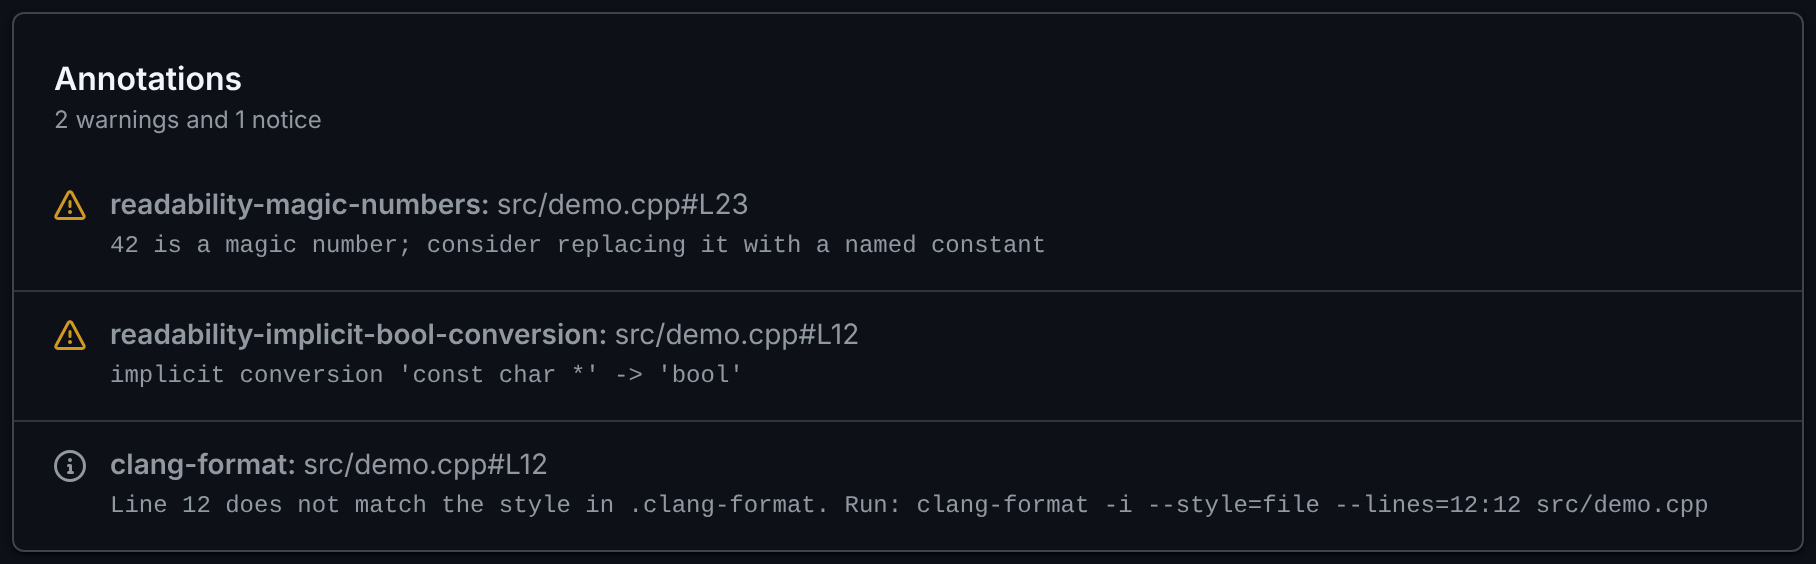 Annotations
2 warnings and 1 notice
readability-magic-numbers: src/demo.cpp#L23
42 is a magic number; consider replacing it with a named constant
readability-implicit-bool-conversion: src/demo.cpp#L12
implicit conversion 'const char *' -> 'bool'
clang-format: src/demo.cpp#L12
Line 12 does not match the style in .clang-format. Run: clang-format -i --style=file --lines=12:12 src/demo.cpp